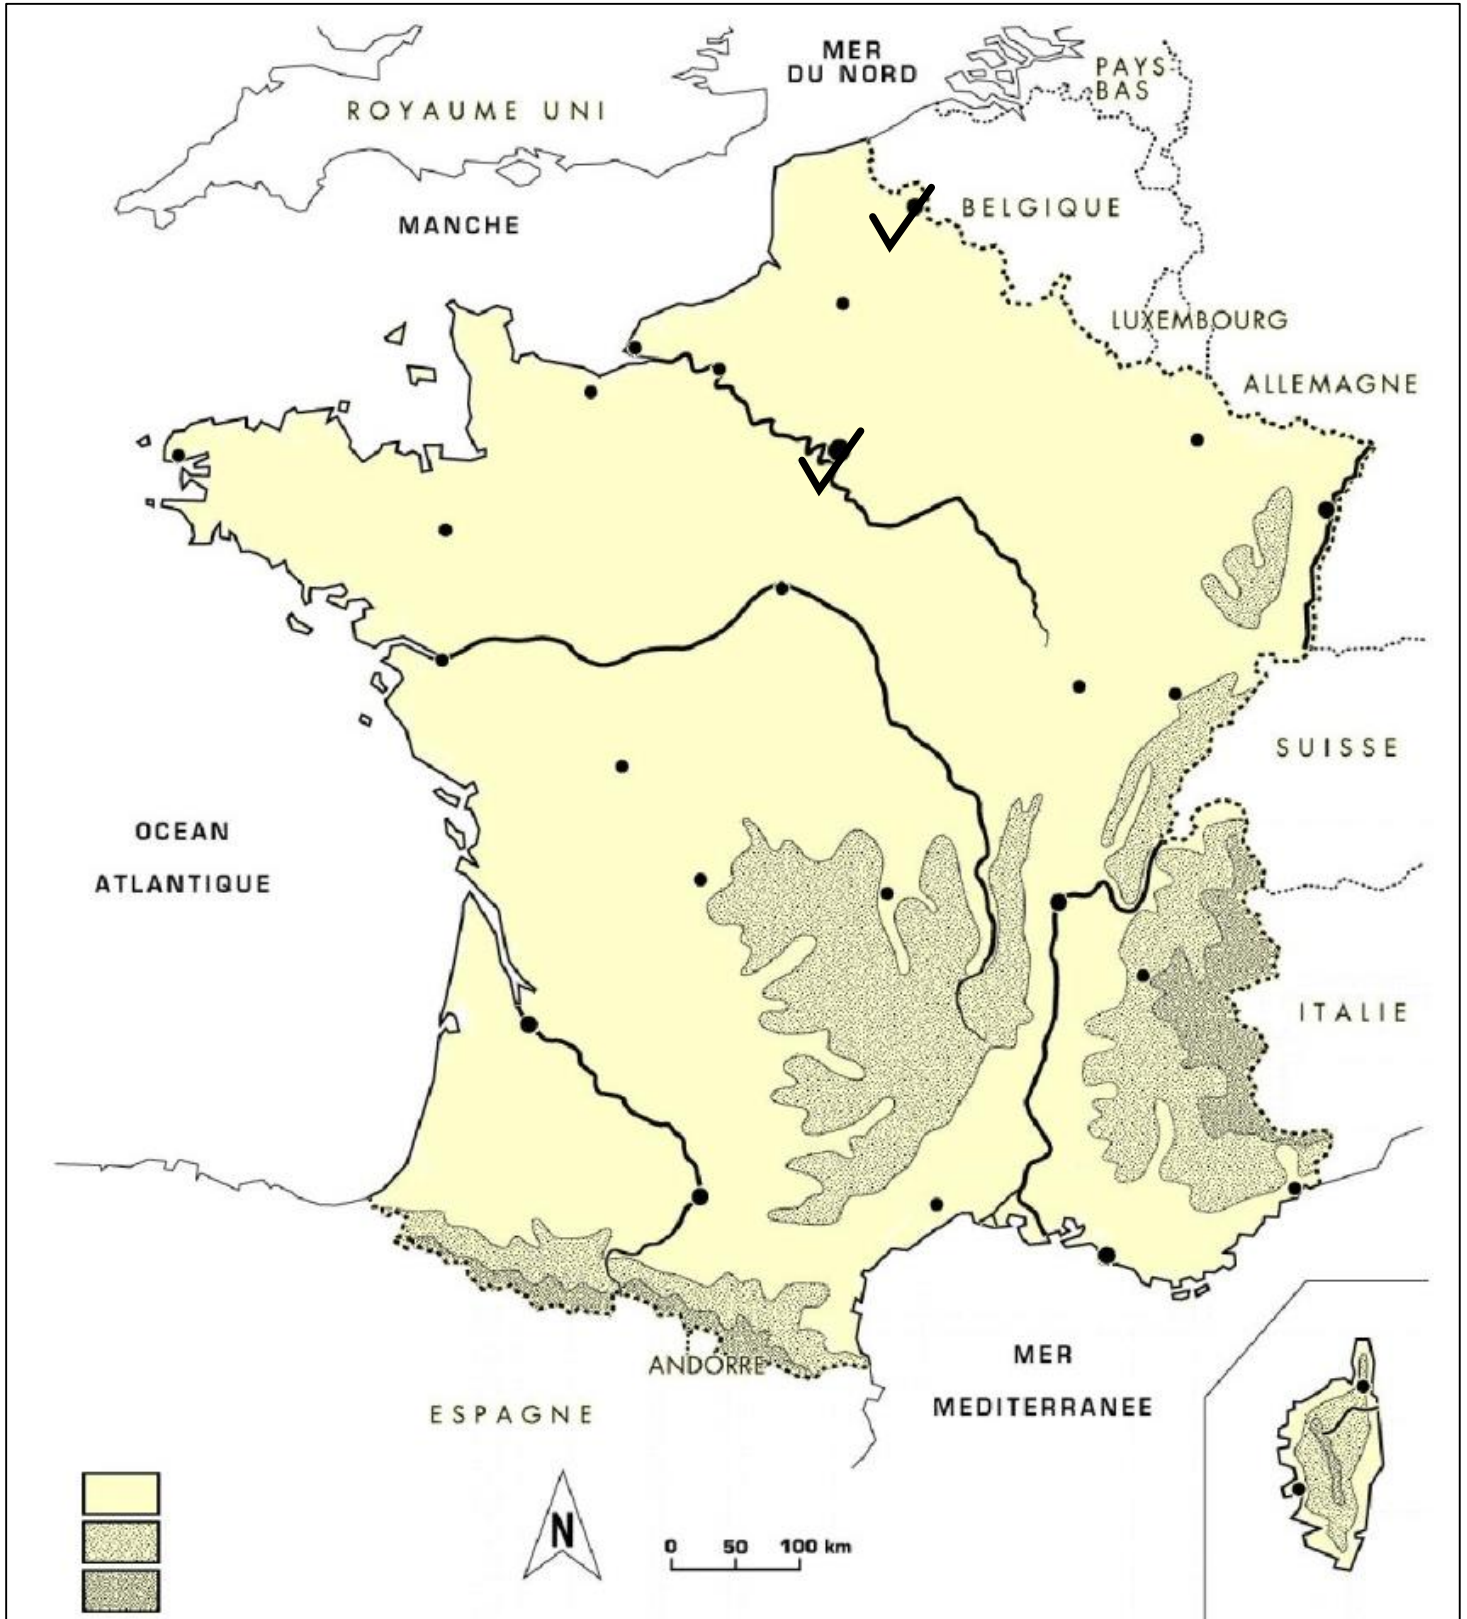 MER
DU NORD
PAYS-
BAS
ROYAUME UNI
BELGIQUE
MANCHE
LUXEMBOURG
ALLEMAGNE
SUISSE
OCEAN
ATLANTIQUE
ITALIE
MER
ANDORRE
MEDITERRANEE
ESPAGNE
N
0 50 100 km